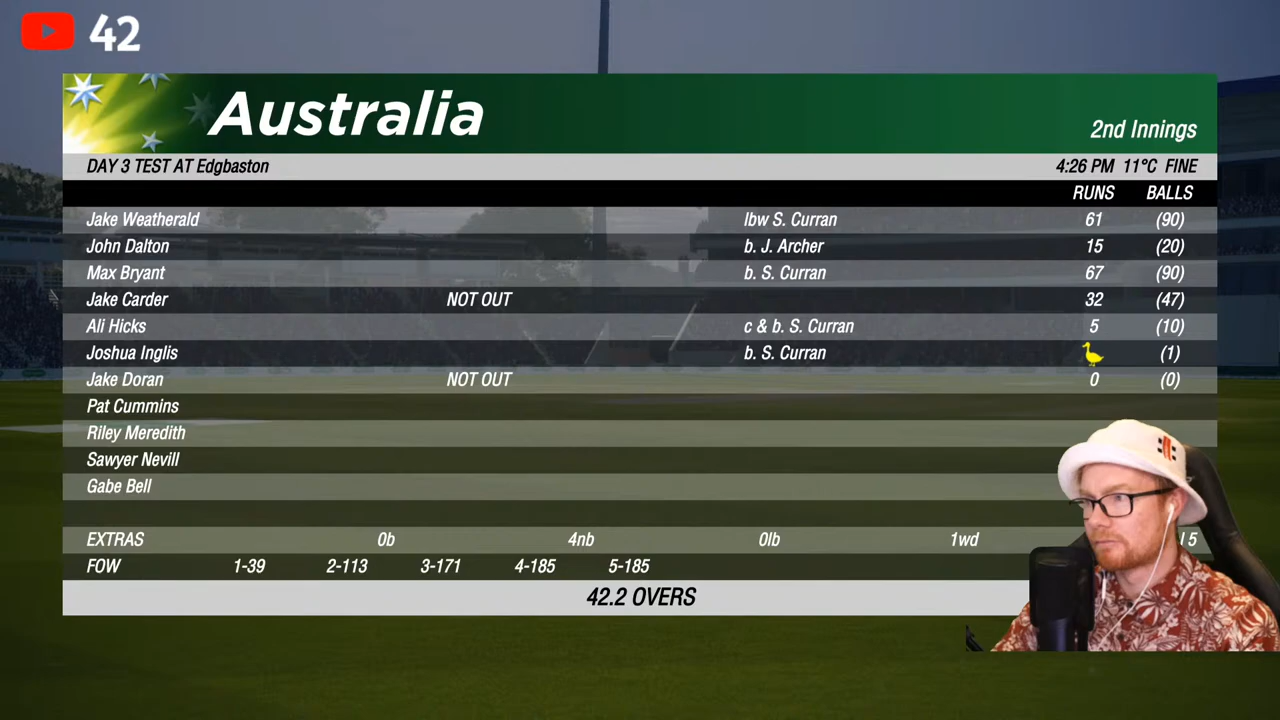 42
Australia
2nd Innings
DAY 3 TEST AT Edgbaston 4:26 PM 11°C FINE
RUNS BALLS
Jake Weatherald lbw S. Curran 61 (90)
John Dalton b. J. Archer 15 (20)
Max Bryant b. S. Curran 67 (90)
Jake Carder NOT OUT 32 (47)
Ali Hicks c & b. S. Curran 5 (10)
Joshua Inglis b. S. Curran (1)
Jake Doran NOT OUT 0 (0)
Pat Cummins
Riley Meredith
Sawyer Nevill
Gabe Bell
EXTRAS 0b 4nb 0lb 1wd 5
FOW 1-39 2-113 3-171 4-185 5-185
42.2 OVERS